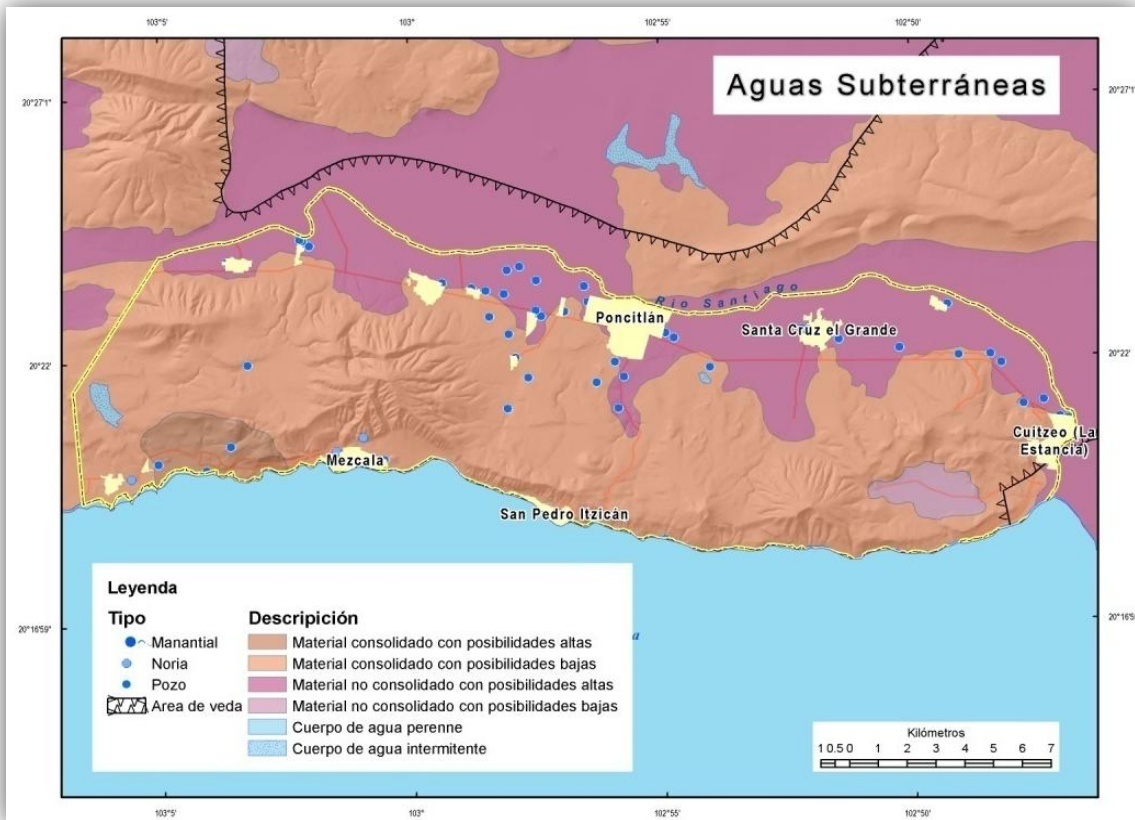 103°5' 103° 102°55' 102°50'
Aguas Subterráneas
20°27'1" 20°27'1"
Río Santiago
Poncitlán
Santa Cruz el Grande
20°22' 20°22'
Cuitzeo (La
Estancia)
Mezcala
San Pedro Itzicán
Leyenda
Tipo
Manantial
Noria
Pozo
Area de veda
Descripición
Material consolidado con posibilidades altas
Material consolidado con posibilidades bajas
Material no consolidado con posibilidades altas
Material no consolidado con posibilidades bajas
Cuerpo de agua perenne
Cuerpo de agua intermitente
a
20°16'59" 20°16'5
Kilómetros
1 0.5 0 1 2 3 4 5 6 7
103°5' 103° 102°55' 102°50'